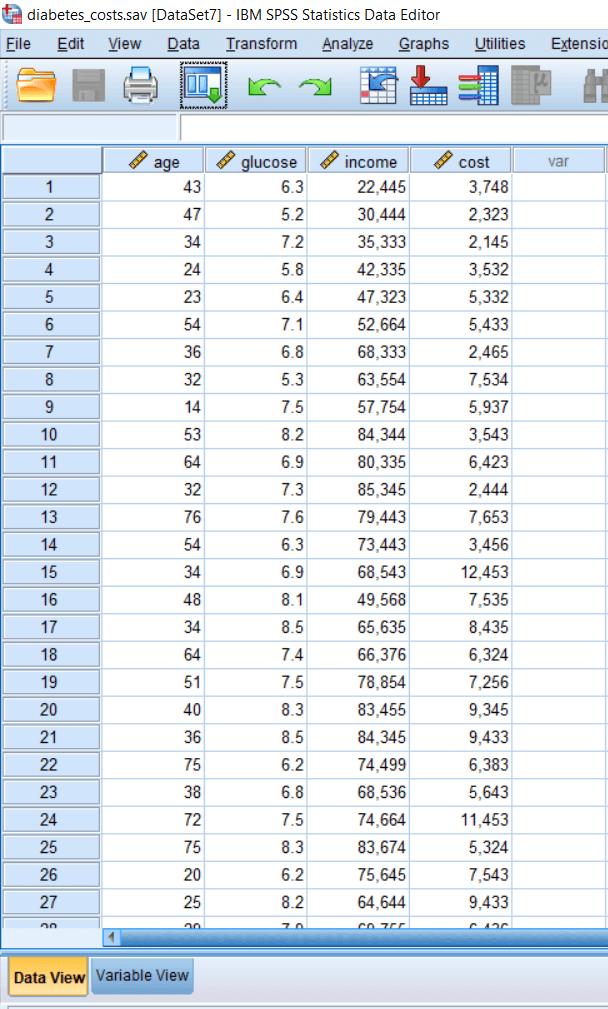 diabetes_costs.sav [DataSet7] - IBM SPSS Statistics Data Editor
File Edit View Data Transform Analyze Graphs Utilities Extensio
age glucose income cost var
1 43 6.3 22,445 3,748
2 47 5.2 30,444 2,323
3 34 7.2 35,333 2,145
4 24 5.8 42,335 3,532
5 23 6.4 47,323 5,332
6 54 7.1 52,664 5,433
7 36 6.8 68,333 2,465
8 32 5.3 63,554 7,534
9 14 7.5 57,754 5,937
10 53 8.2 84,344 3,543
11 64 6.9 80,335 6,423
12 32 7.3 85,345 2,444
13 76 7.6 79,443 7,653
14 54 6.3 73,443 3,456
15 34 6.9 68,543 12,453
16 48 8.1 49,568 7,535
17 34 8.5 65,635 8,435
18 64 7.4 66,376 6,324
19 51 7.5 78,854 7,256
20 40 8.3 83,455 9,345
21 36 8.5 84,345 9,433
22 75 6.2 74,499 6,383
23 38 6.8 68,536 5,643
24 72 7.5 74,664 11,453
25 75 8.3 83,674 5,324
26 20 6.2 75,645 7,543
27 25 8.2 64,644 9,433
Data View Variable View